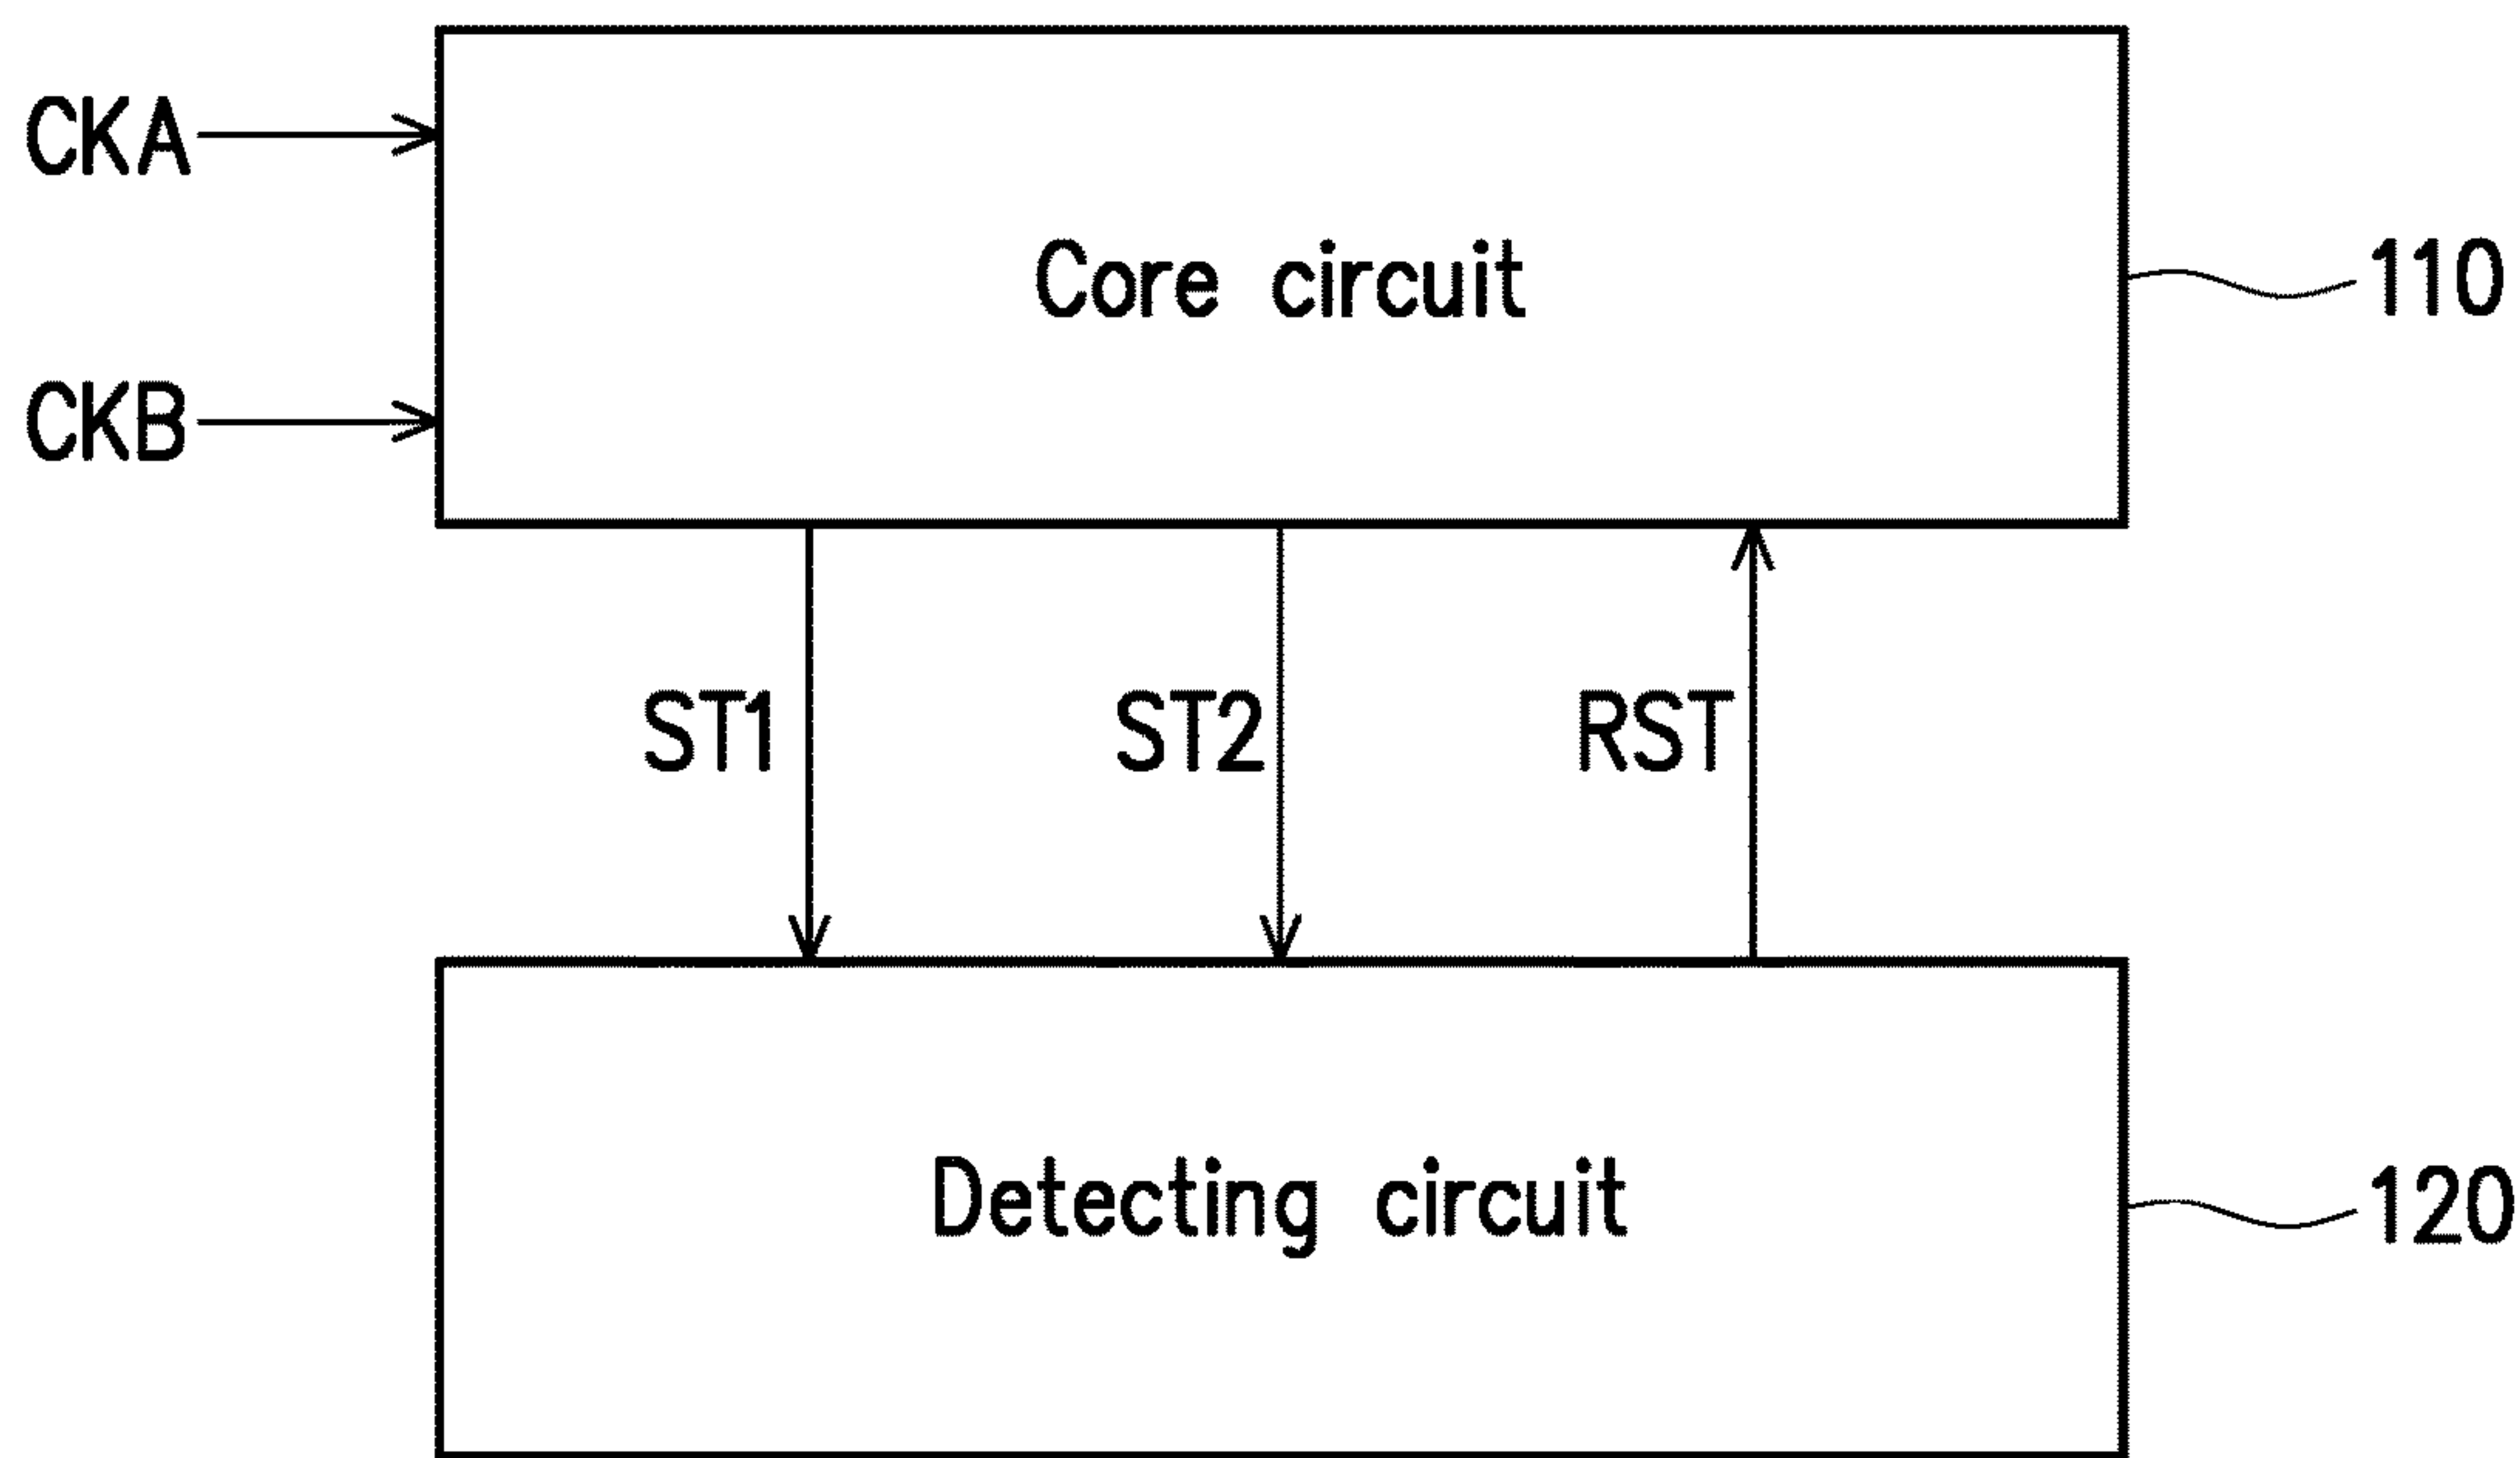 CKA
Core circuit
110
CKB
ST1
ST2
RST
Detecting circuit
120